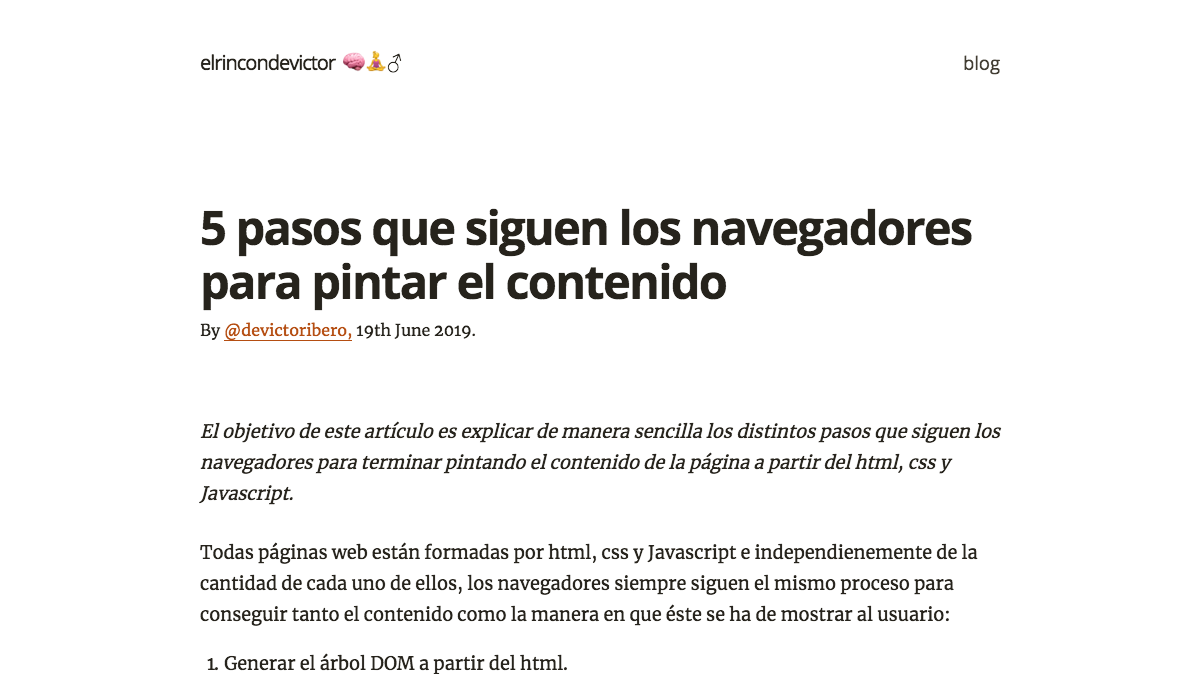 elrincondevictor 🧠🧘♂
blog
5 pasos que siguen los navegadores
para pintar el contenido
By @devictoribero, 19th June 2019.
El objetivo de este artículo es explicar de manera sencilla los distintos pasos que siguen los
navegadores para terminar pintando el contenido de la página a partir del html, css y
Javascript.
Todas páginas web están formadas por html, css y Javascript e independienemente de la
cantidad de cada uno de ellos, los navegadores siempre siguen el mismo proceso para
conseguir tanto el contenido como la manera en que éste se ha de mostrar al usuario:
1. Generar el árbol DOM a partir del html.